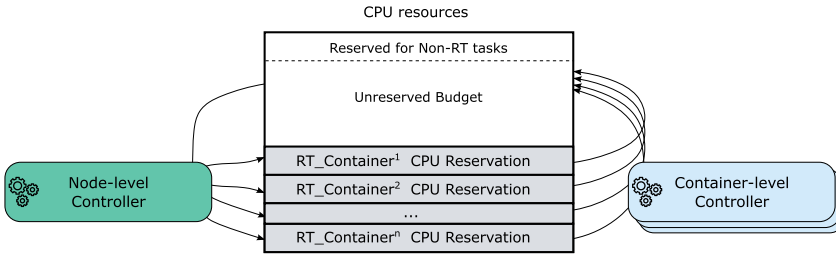 CPU resources
Reserved for Non-RT tasks
Unreserved Budget
RT_Container¹ CPU Reservation
RT_Container² CPU Reservation
...
RT_Containerⁿ CPU Reservation
Node-level
Controller
Container-level
Controller